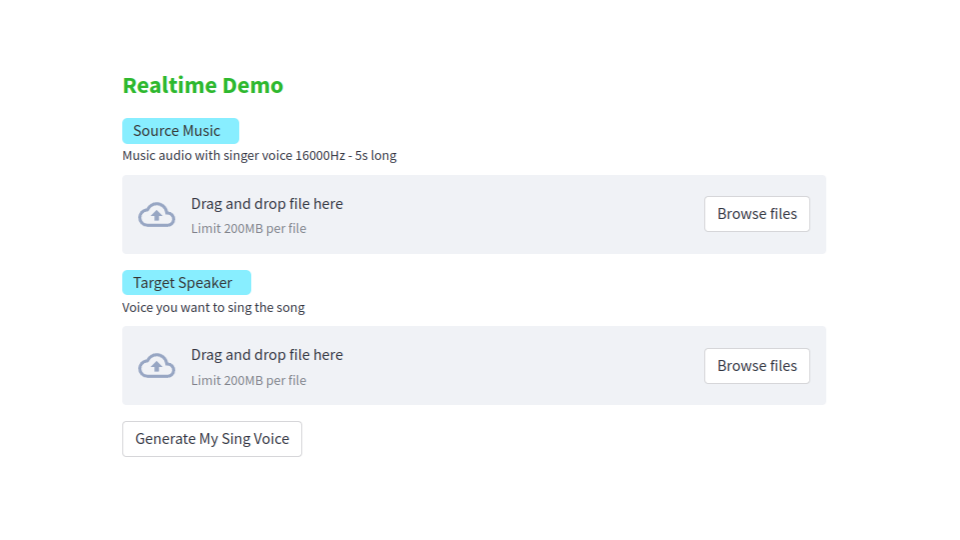 Realtime Demo
Source Music
Music audio with singer voice 16000Hz - 5s long
Drag and drop file here
Limit 200MB per file
Browse files
Target Speaker
Voice you want to sing the song
Drag and drop file here
Limit 200MB per file
Browse files
Generate My Sing Voice